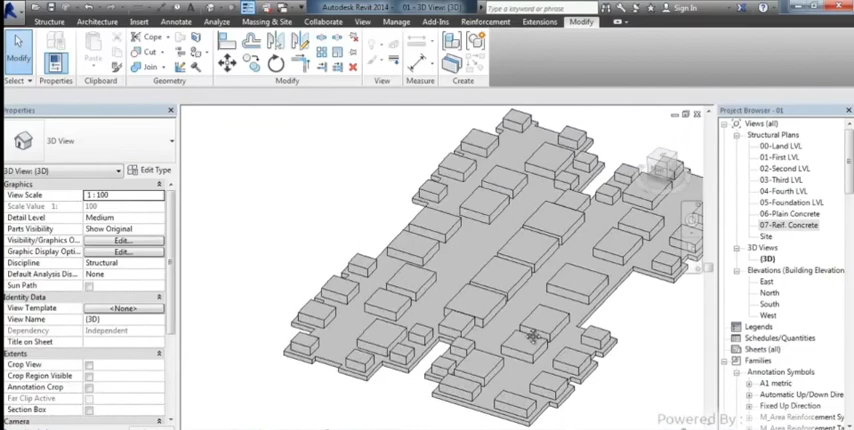 Autodesk Revit 2014 - 01 - 3D View: {3D}
Type a keyword or phrase
Sign In
Structure Architecture Insert Annotate Analyze Massing & Site Collaborate View Manage Add-Ins Reinforcement Extensions Modify
Modify
Properties
Paste
Cope
Cut
Join
Select Properties Clipboard Geometry Modify View Measure Create
Properties
3D View
3D View: {3D}
Edit Type
Graphics
View Scale 1 : 100
Scale Value 1: 100
Detail Level Medium
Parts Visibility Show Original
Visibility/Graphics O... Edit...
Graphic Display Option... Edit...
Discipline Structural
Default Analysis Dis... None
Sun Path
Identity Data
View Template <None>
View Name {3D}
Dependency Independent
Title on Sheet
Extents
Crop View
Crop Region Visible
Annotation Crop
Far Clip Active
Section Box
Camera
Project Browser - 01
Views (all)
Structural Plans
00-Land LVL
01-First LVL
02-Second LVL
03-Third LVL
04-Fourth LVL
05-Foundation LVL
06-Plain Concrete
07-Reif. Concrete
Site
3D Views
{3D}
Elevations (Building Elevation
East
North
South
West
Legends
Schedules/Quantities
Sheets (all)
Families
Annotation Symbols
A1 metric
Automatic Up/Down Dire
Fixed Up Direction
M_Area Reinforcement Sy
Powered By :